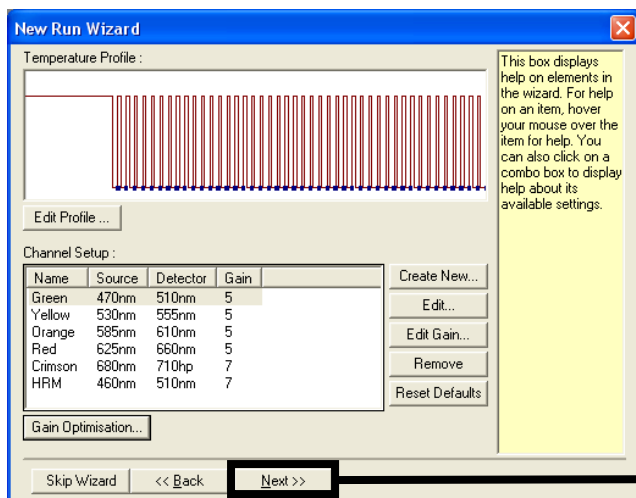 New Run Wizard
Temperature Profile :
Edit Profile ...
Channel Setup :
Name Source Detector Gain
Green 470nm 510nm 5
Yellow 530nm 555nm 5
Orange 585nm 610nm 5
Red 625nm 660nm 5
Crimson 680nm 710hp 7
HRM 460nm 510nm 7
Create New...
Edit...
Edit Gain...
Remove
Reset Defaults
Gain Optimisation...
Skip Wizard
<< Back
Next >>
This box displays
help on elements in
the wizard. For help
on an item, hover
your mouse over the
item for help. You
can also click on a
combo box to display
help about its
available settings.